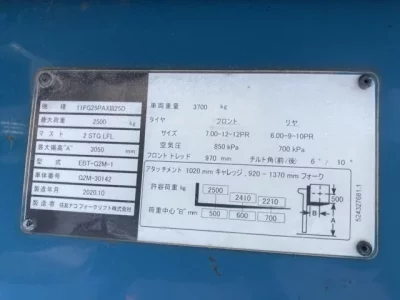 機 種 11FG25PAXIII25D
最大荷重 2500 kg
マスト 2 STG LFL
最大揚高"A" 3050 mm
型式 EBT-G2M-1
車体番号 G2M-30142
製造年月 2020.10
製造者 住友ナコ フォークリフト株式会社
車両重量 3700 kg
タイヤ フロント リヤ
サイズ 7.00-12-12PR 6.00-9-10PR
空気圧 850 kPa 700 kPa
フロントトレッド 970 mm チルト角(前/後) 6°/10°
アタッチメント 1020 mm キャレッジ, 920~1370 mm フォーク
許容荷重 kg 2500 2410 2210
荷重中心"B" mm 500 600 700
500
B
A
524327661.1